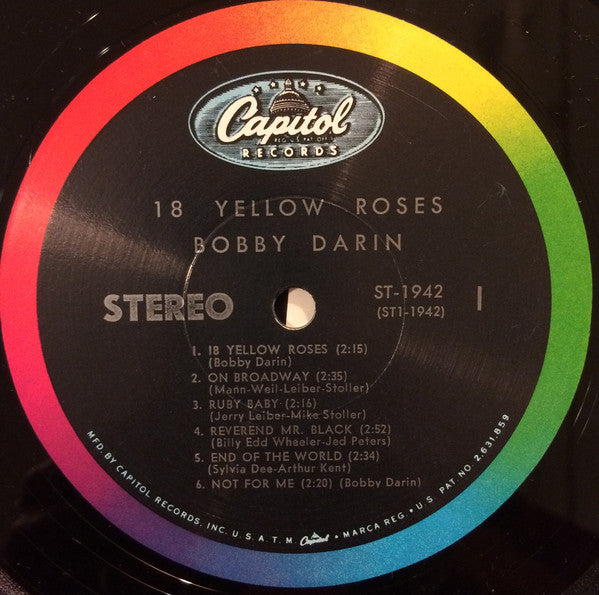 Capitol
REG. U.S. PAT. OFF.
RECORDS
18 YELLOW ROSES
BOBBY DARIN
STEREO
ST-1942
(ST1-1942)
1
1. 18 YELLOW ROSES (2:15)
(Bobby Darin)
2. ON BROADWAY (2:35)
(Mann-Weil-Leiber-Stoller)
3. RUBY BABY (2:16)
(Jerry Leiber-Mike Stoller)
4. REVEREND MR. BLACK (2:52)
(Billy Edd Wheeler-Jed Peters)
5. END OF THE WORLD (2:34)
(Sylvia Dee-Arthur Kent)
6. NOT FOR ME (2:20) (Bobby Darin)
MFD BY CAPITOL RECORDS, INC. U.S.A. T.M. Capitol • MARCA REG. • U.S. PAT. NO. 2,631,859